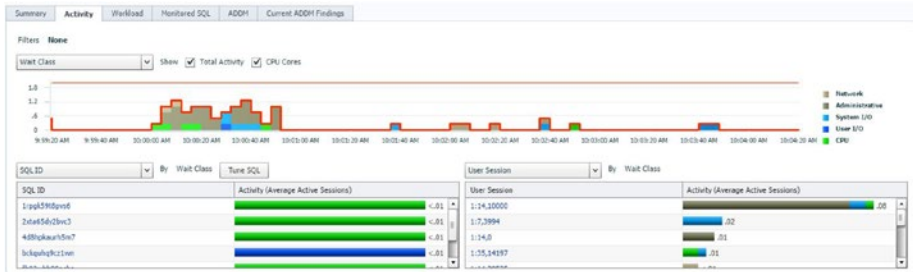 Summary Activity Workload Monitored SQL ADDM Current ADDM Findings
Filters None
Wait Class Show Total Activity CPU Cores
1.8
1.2
.6
0
9:59:20 AM 9:59:40 AM 10:00:00 AM 10:00:20 AM 10:00:40 AM 10:01:00 AM 10:01:20 AM 10:01:40 AM 10:02:00 AM 10:02:20 AM 10:02:40 AM 10:03:00 AM 10:03:20 AM 10:03:40 AM 10:04:00 AM 10:04:20 AM
Network
Administrative
System I/O
User I/O
CPU
SQL ID By Wait Class Tune SQL
User Session By Wait Class
SQL ID Activity (Average Active Sessions)
<.01
<.01
<.01
<.01
User Session Activity (Average Active Sessions)
1:14,10000 .08
1:7,3994 .02
1:14,0 .01
1:35,14197 .01